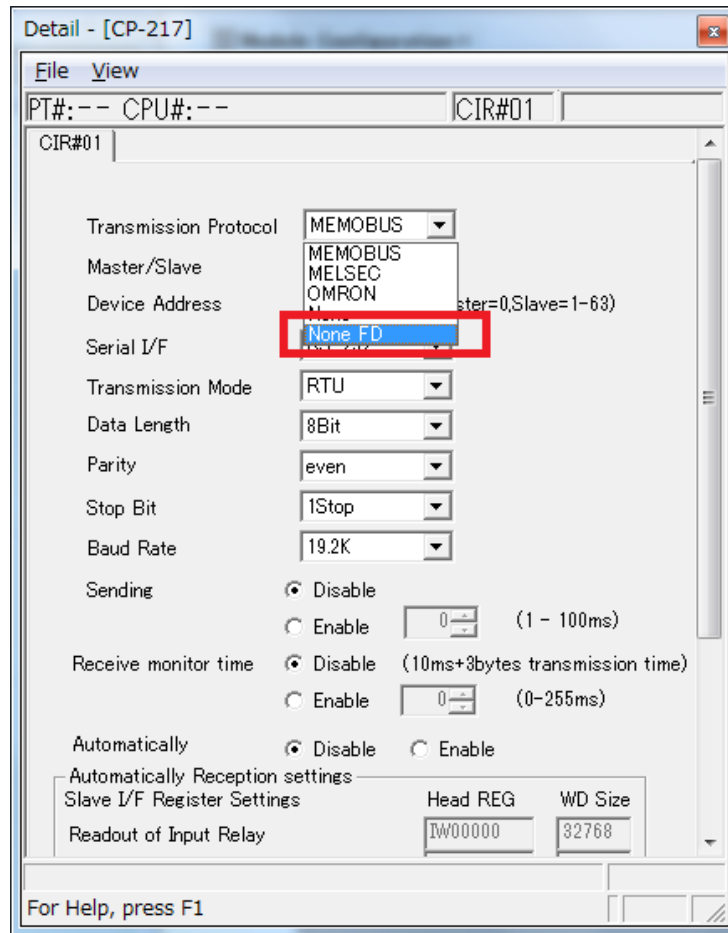 Detail - [CP-217]
File View
PT#:-- CPU#:-- CIR#01
CIR#01
Transmission Protocol MEMOBUS
MEMOBUS
MELSEC
OMRON
None FD
Master/Slave
Device Address ster=0,Slave=1-63)
Serial I/F
Transmission Mode RTU
Data Length 8Bit
Parity even
Stop Bit 1Stop
Baud Rate 19.2K
Sending Disable
Enable 0 (1 - 100ms)
Receive monitor time Disable (10ms+3bytes transmission time)
Enable 0 (0-255ms)
Automatically Disable Enable
Automatically Reception settings
Slave I/F Register Settings Head REG WD Size
Readout of Input Relay IW00000 32768
For Help, press F1